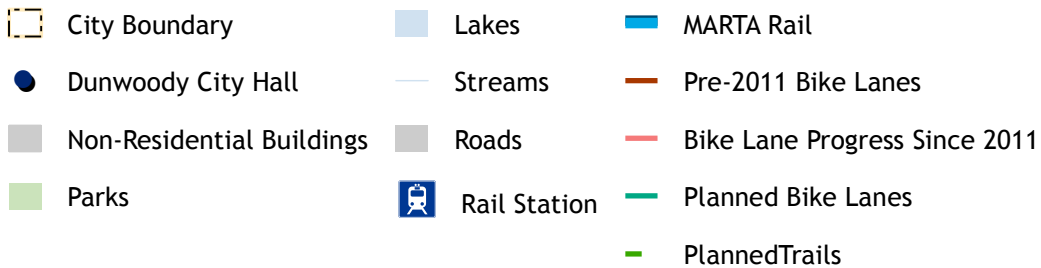 City Boundary
Dunwoody City Hall
Non-Residential Buildings
Parks
Lakes
Streams
Roads
Rail Station
MARTA Rail
Pre-2011 Bike Lanes
Bike Lane Progress Since 2011
Planned Bike Lanes
PlannedTrails